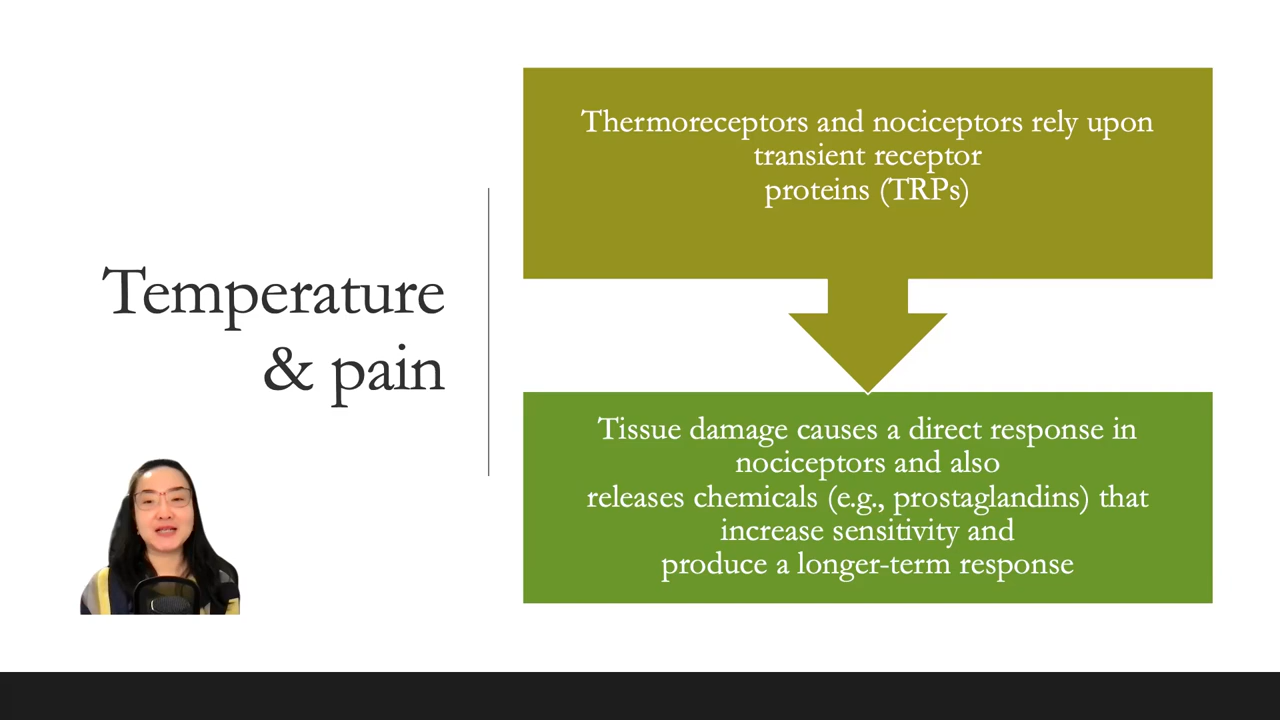 Temperature
& pain
Thermoreceptors and nociceptors rely upon
transient receptor
proteins (TRPs)
Tissue damage causes a direct response in
nociceptors and also
releases chemicals (e.g., prostaglandins) that
increase sensitivity and
produce a longer-term response